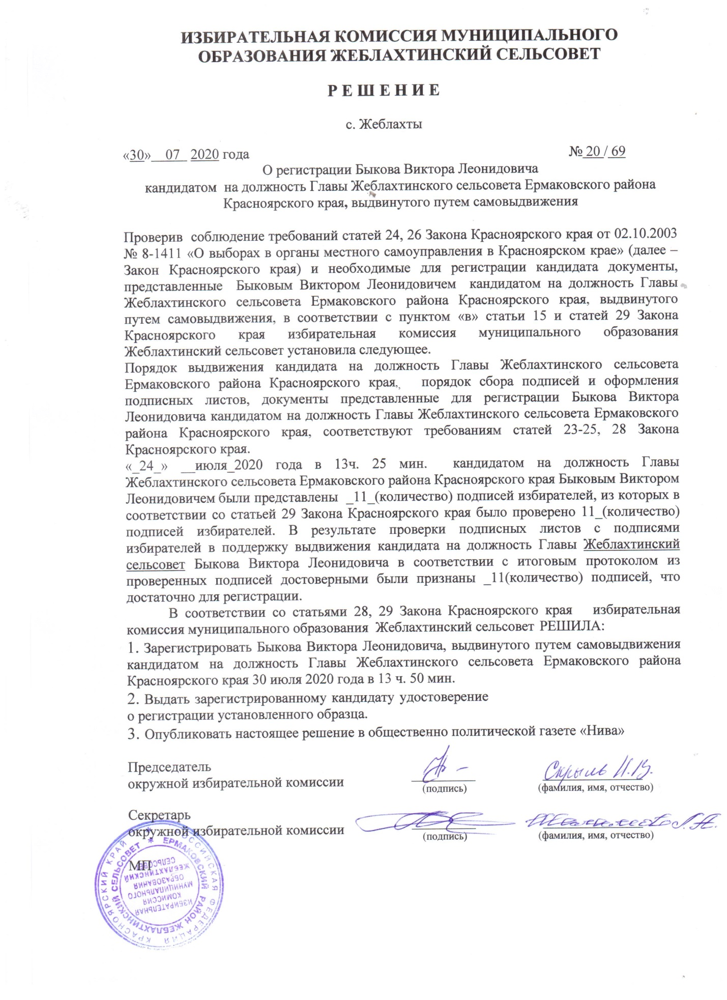 ИЗБИРАТЕЛЬНАЯ КОМИССИЯ МУНИЦИПАЛЬНОГО
ОБРАЗОВАНИЯ ЖЕБЛАХТИНСКИЙ СЕЛЬСОВЕТ
Р Е Ш Е Н И Е
с. Жеблахты
«30»__07_ 2020 года № 20 / 69
О регистрации Быкова Виктора Леонидовича
кандидатом на должность Главы Жеблахтинского сельсовета Ермаковского района
Красноярского края, выдвинутого путем самовыдвижения
Проверив соблюдение требований статей 24, 26 Закона Красноярского края от 02.10.2003
№ 8-1411 «О выборах в органы местного самоуправления в Красноярском крае» (далее –
Закон Красноярского края) и необходимые для регистрации кандидата документы,
представленные Быковым Виктором Леонидовичем кандидатом на должность Главы
Жеблахтинского сельсовета Ермаковского района Красноярского края, выдвинутого
путем самовыдвижения, в соответствии с пунктом «в» статьи 15 и статей 29 Закона
Красноярского края избирательная комиссия муниципального образования
Жеблахтинский сельсовет установила следующее.
Порядок выдвижения кандидата на должность Главы Жеблахтинского сельсовета
Ермаковского района Красноярского края,, порядок сбора подписей и оформления
подписных листов, документы представленные для регистрации Быкова Виктора
Леонидовича кандидатом на должность Главы Жеблахтинского сельсовета Ермаковского
района Красноярского края, соответствуют требованиям статей 23-25, 28 Закона
Красноярского края.
«_24_» __июля_2020 года в 13ч. 25 мин. кандидатом на должность Главы
Жеблахтинского сельсовета Ермаковского района Красноярского края Быковым Виктором
Леонидовичем были представлены _11_(количество) подписей избирателей, из которых в
соответствии со статьей 29 Закона Красноярского края было проверено 11_(количество)
подписей избирателей. В результате проверки подписных листов с подписями
избирателей в поддержку выдвижения кандидата на должность Главы Жеблахтинский
сельсовет Быкова Виктора Леонидовича в соответствии с итоговым протоколом из
проверенных подписей достоверными были признаны _11(количество) подписей, что
достаточно для регистрации.
В соответствии со статьями 28, 29 Закона Красноярского края избирательная
комиссия муниципального образования Жеблахтинский сельсовет РЕШИЛА:
1. Зарегистрировать Быкова Виктора Леонидовича, выдвинутого путем самовыдвижения
кандидатом на должность Главы Жеблахтинского сельсовета Ермаковского района
Красноярского края 30 июля 2020 года в 13 ч. 50 мин.
2. Выдать зарегистрированному кандидату удостоверение
о регистрации установленного образца.
3. Опубликовать настоящее решение в общественно политической газете «Нива»
Председатель
окружной избирательной комиссии Скрыль Н.В.
(подпись) (фамилия, имя, отчество)
Секретарь
окружной избирательной комиссии
(подпись) (фамилия, имя, отчество)
МП
РОССИЙСКАЯ ФЕДЕРАЦИЯ КРАСНОЯРСКИЙ КРАЙ
ЕРМАКОВСКИЙ РАЙОН ЖЕБЛАХТИНСКИЙ СЕЛЬСОВЕТ
ИЗБИРАТЕЛЬНАЯ
КОМИССИЯ
МУНИЦИПАЛЬНОГО
ОБРАЗОВАНИЯ
ЖЕБЛАХТИНСКИЙ
СЕЛЬСОВЕТ